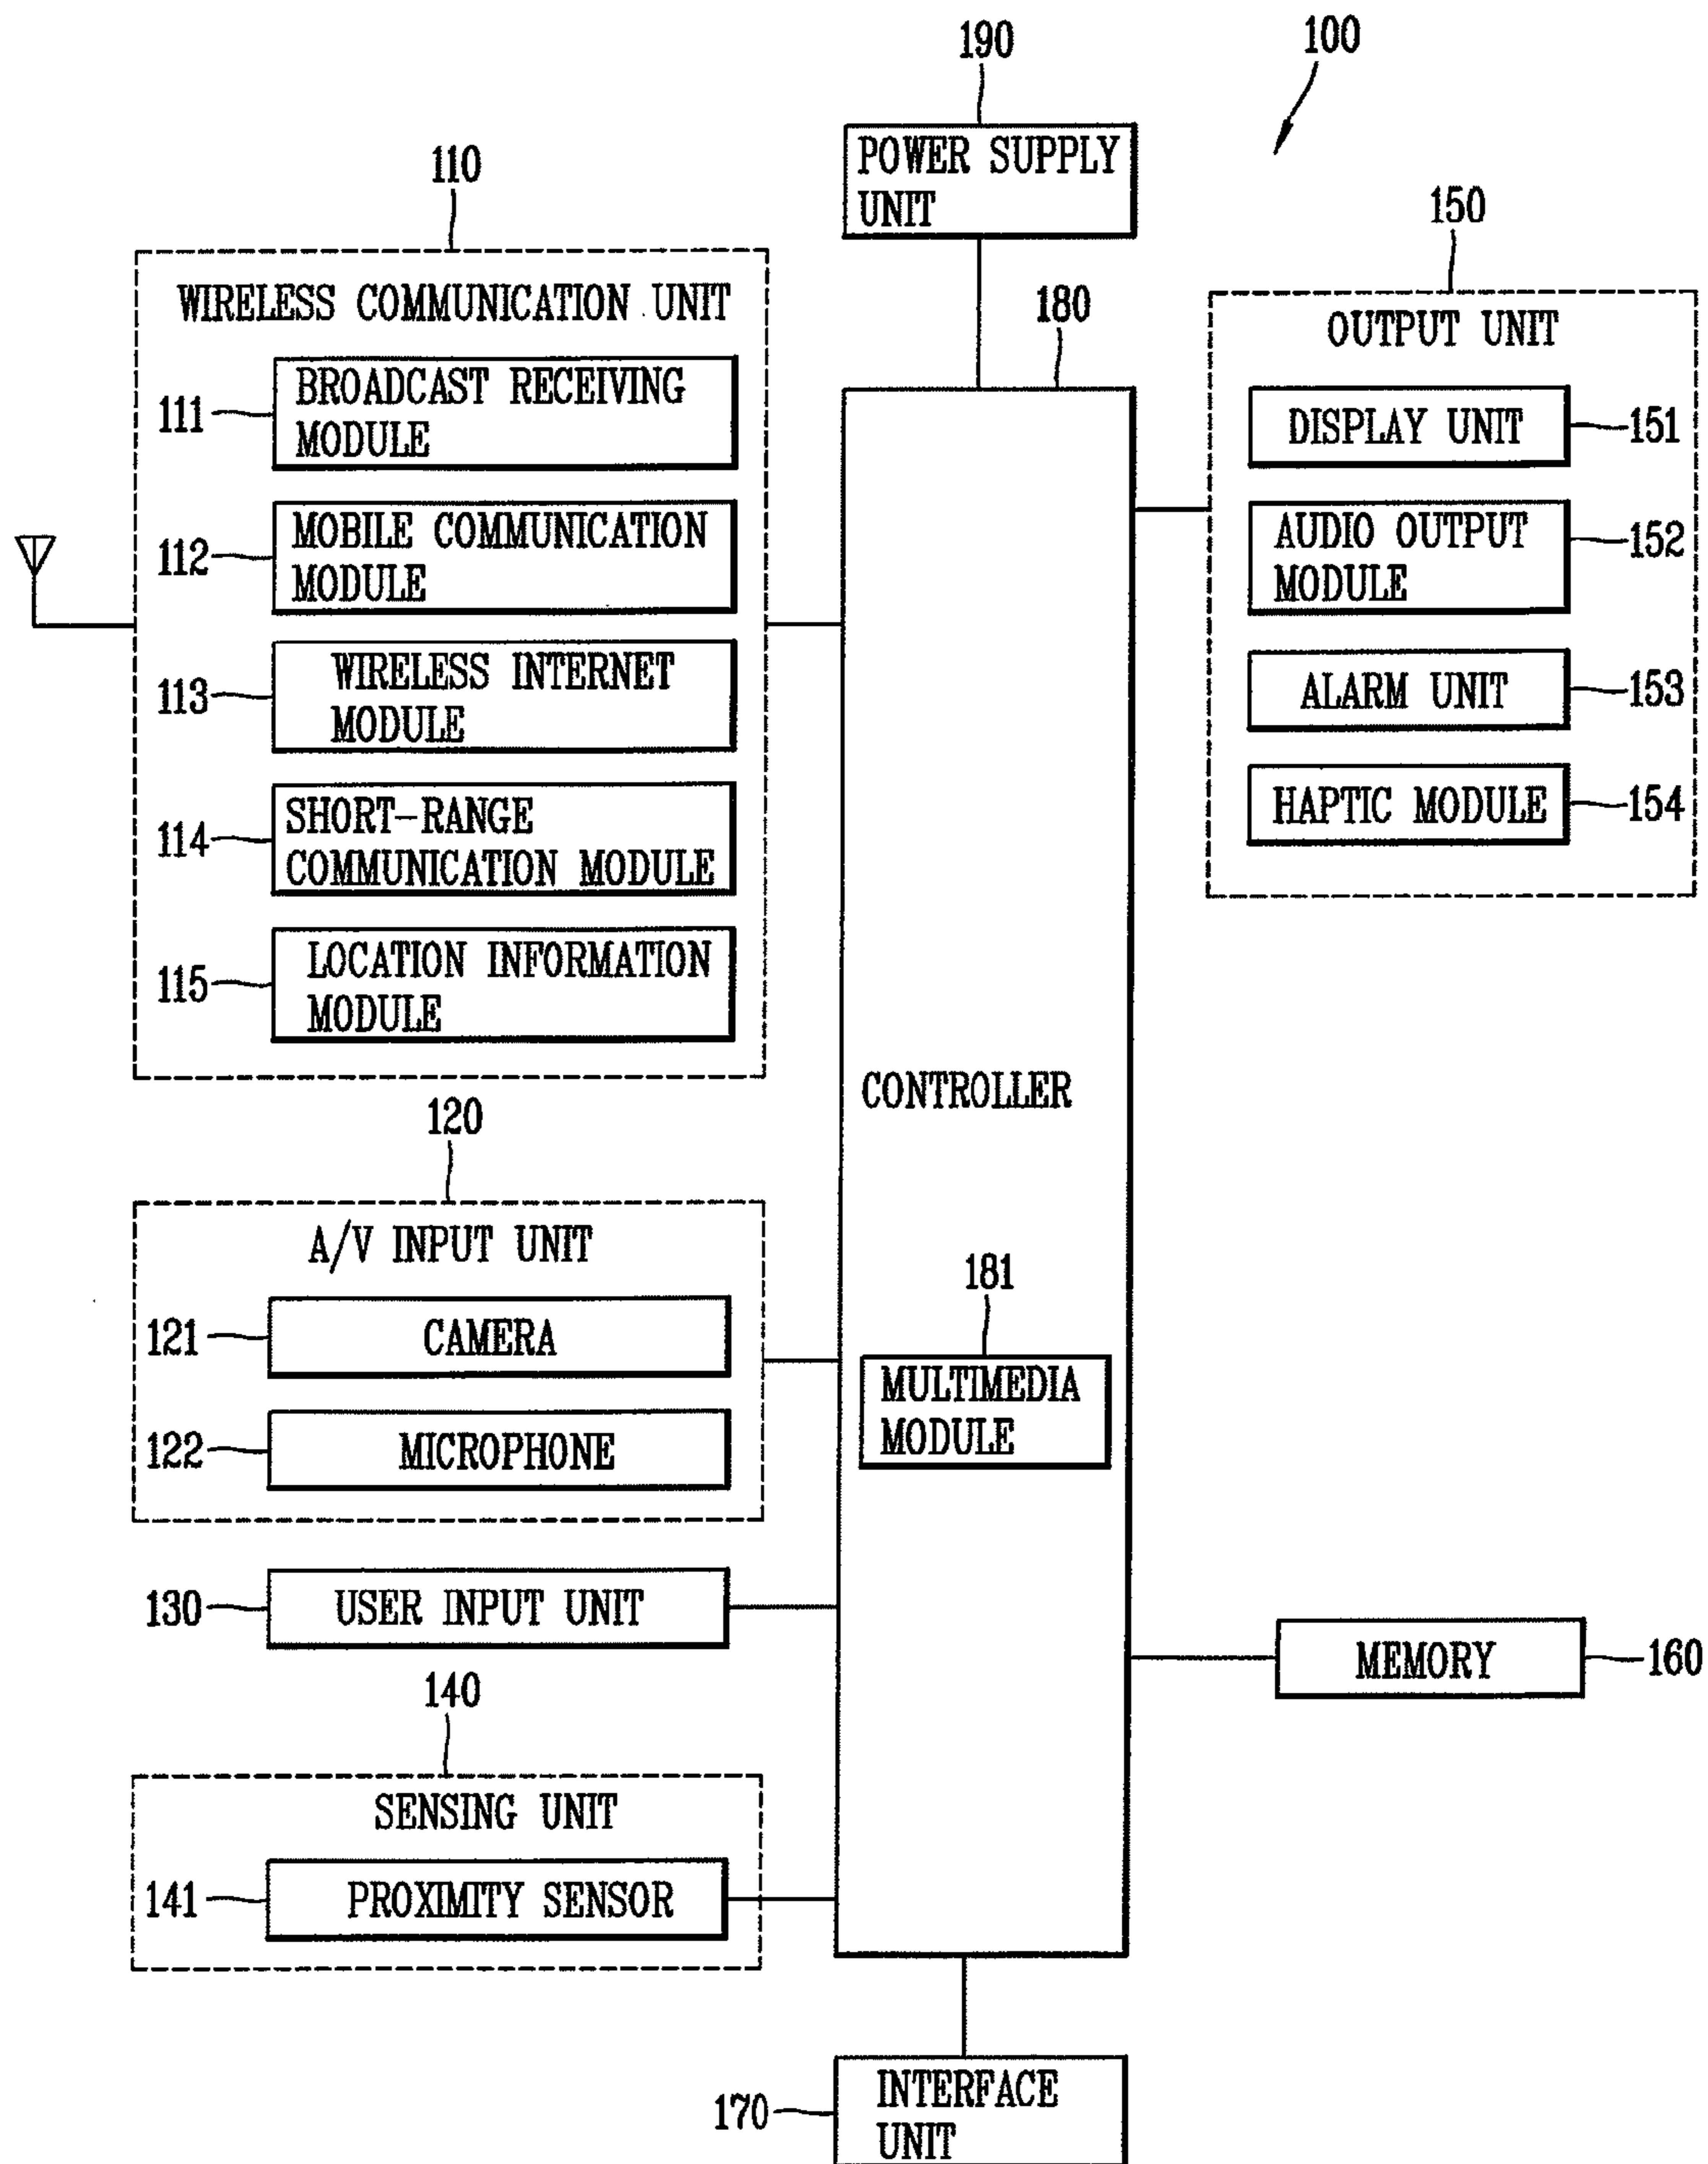 190
100
POWER SUPPLY
UNIT
110
150
WIRELESS COMMUNICATION UNIT
180
OUTPUT UNIT
111
BROADCAST RECEIVING
MODULE
DISPLAY UNIT
151
112
MOBILE COMMUNICATION
MODULE
AUDIO OUTPUT
MODULE
152
113
WIRELESS INTERNET
MODULE
ALARM UNIT
153
114
SHORT-RANGE
COMMUNICATION MODULE
HAPTIC MODULE
154
115
LOCATION INFORMATION
MODULE
CONTROLLER
120
A/V INPUT UNIT
121
CAMERA
181
MULTIMEDIA
MODULE
122
MICROPHONE
130
USER INPUT UNIT
MEMORY
160
140
SENSING UNIT
141
PROXIMITY SENSOR
170
INTERFACE
UNIT